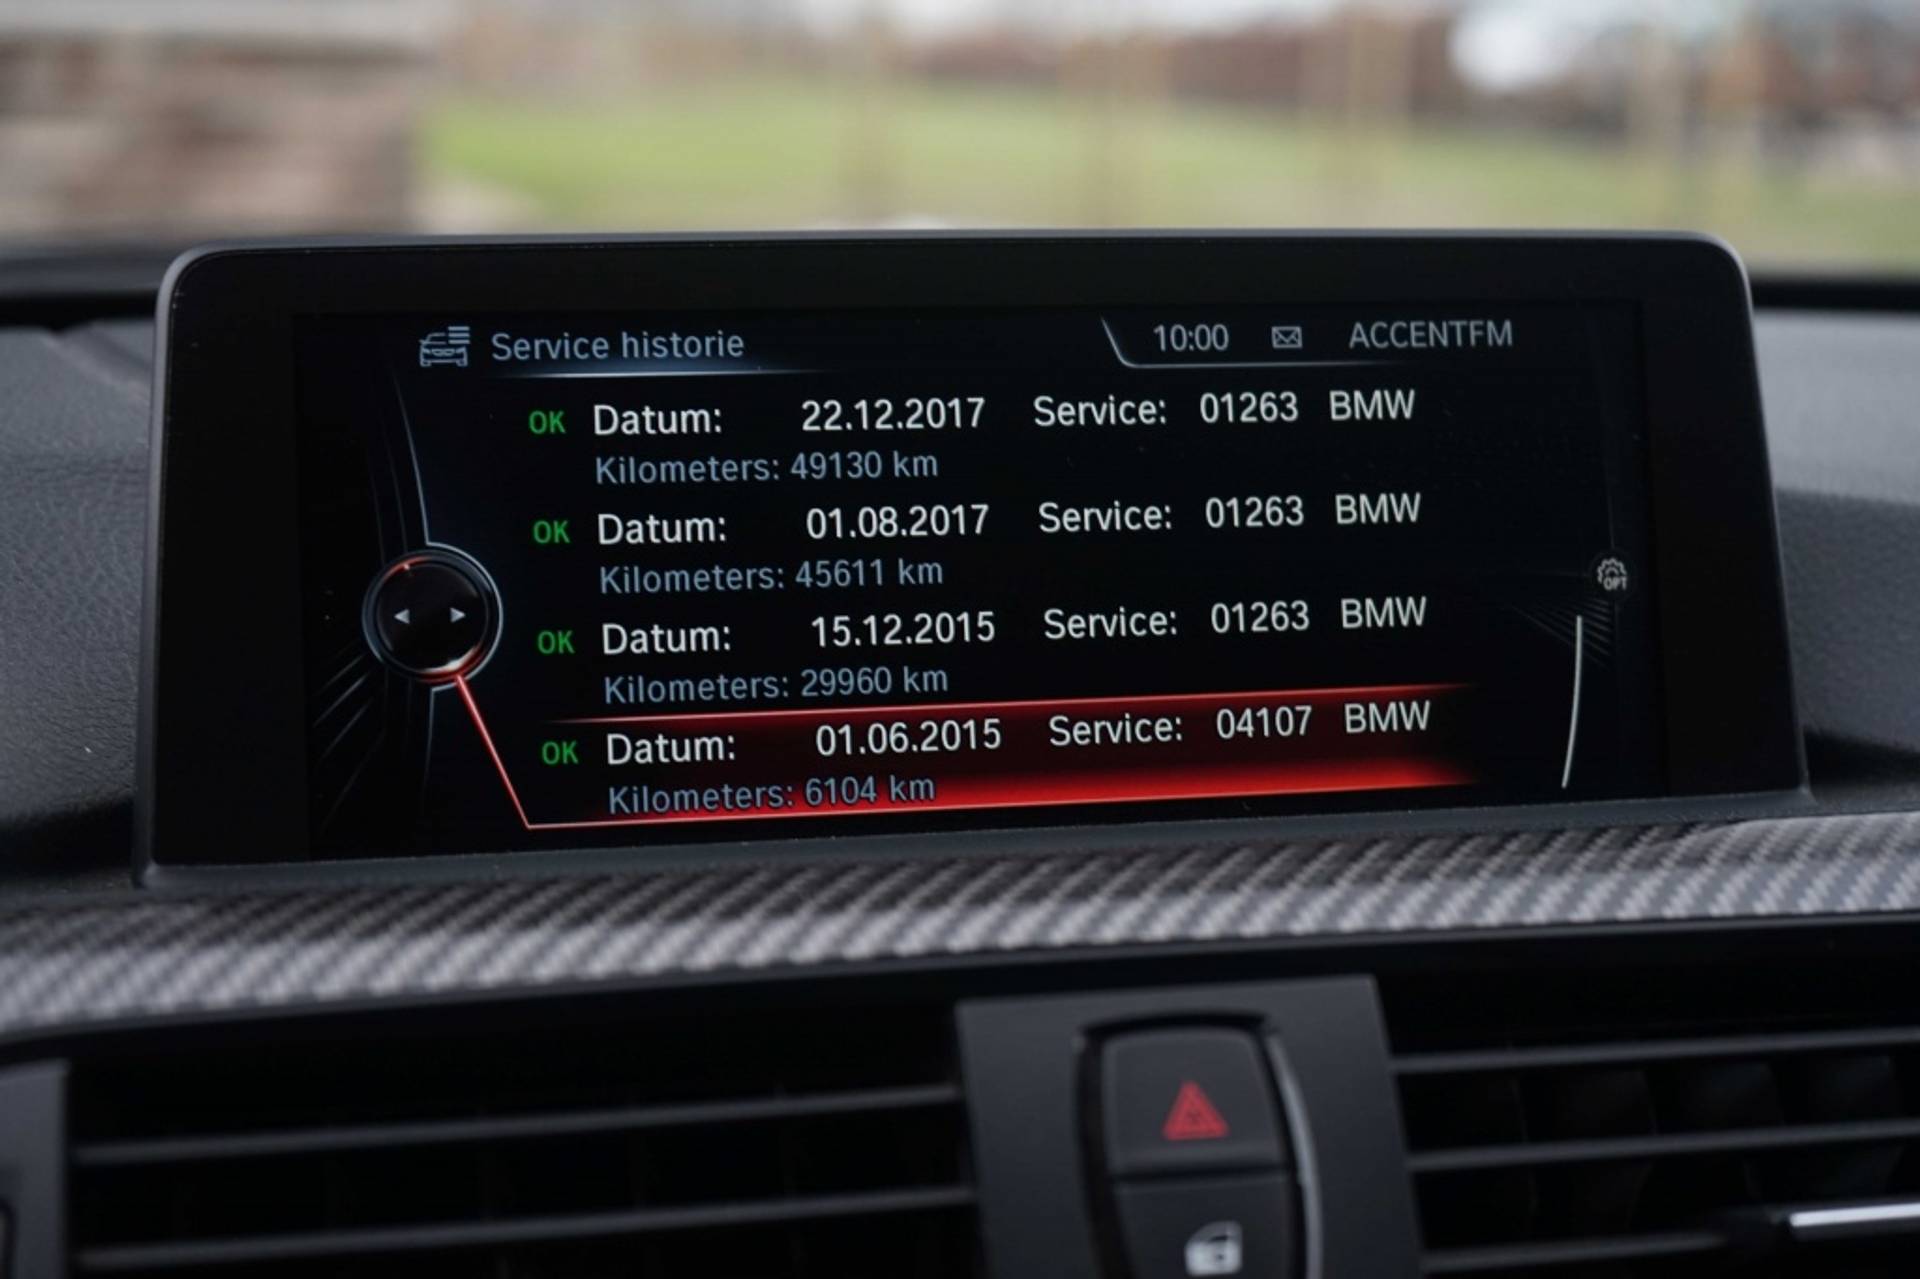 Service historie 10:00 ACCENTFM
OK Datum: 22.12.2017 Service: 01263 BMW
Kilometers: 49130 km
OK Datum: 01.08.2017 Service: 01263 BMW
Kilometers: 45611 km
OK Datum: 15.12.2015 Service: 01263 BMW
Kilometers: 29960 km
OPT
OK Datum: 01.06.2015 Service: 04107 BMW
Kilometers: 6104 km